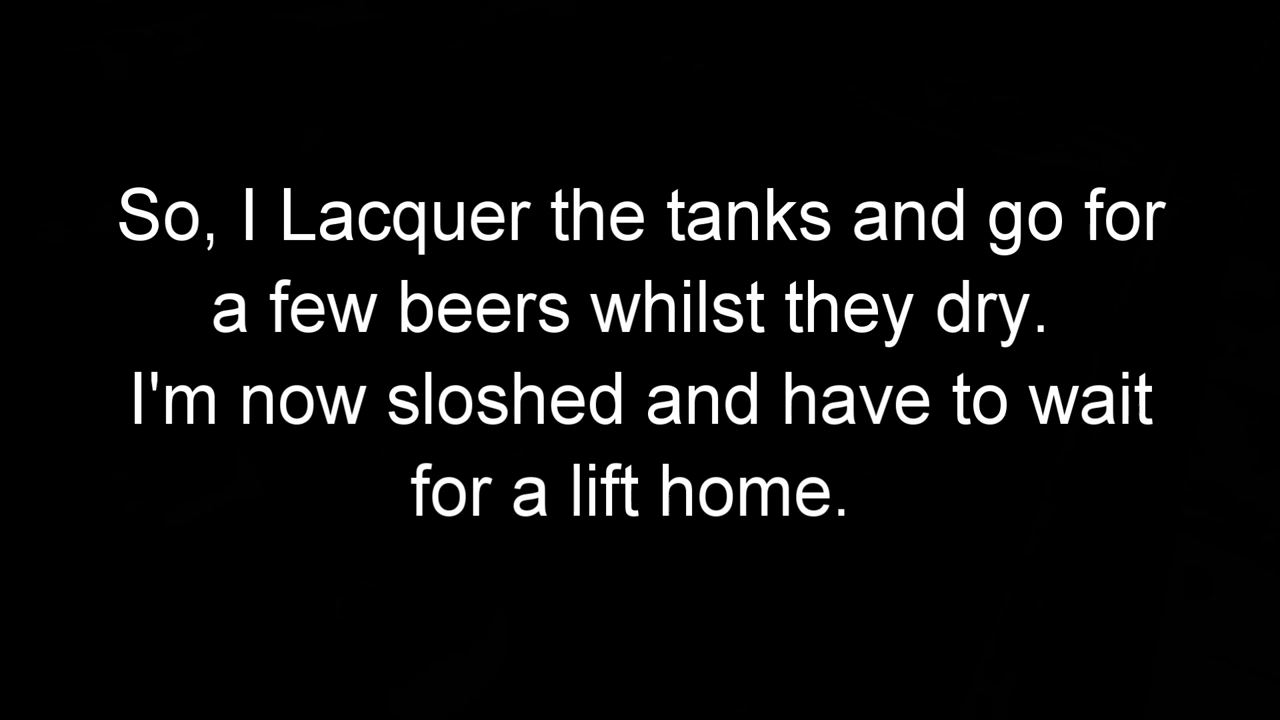 So, I Lacquer the tanks and go for
a few beers whilst they dry.
I'm now sloshed and have to wait
for a lift home.